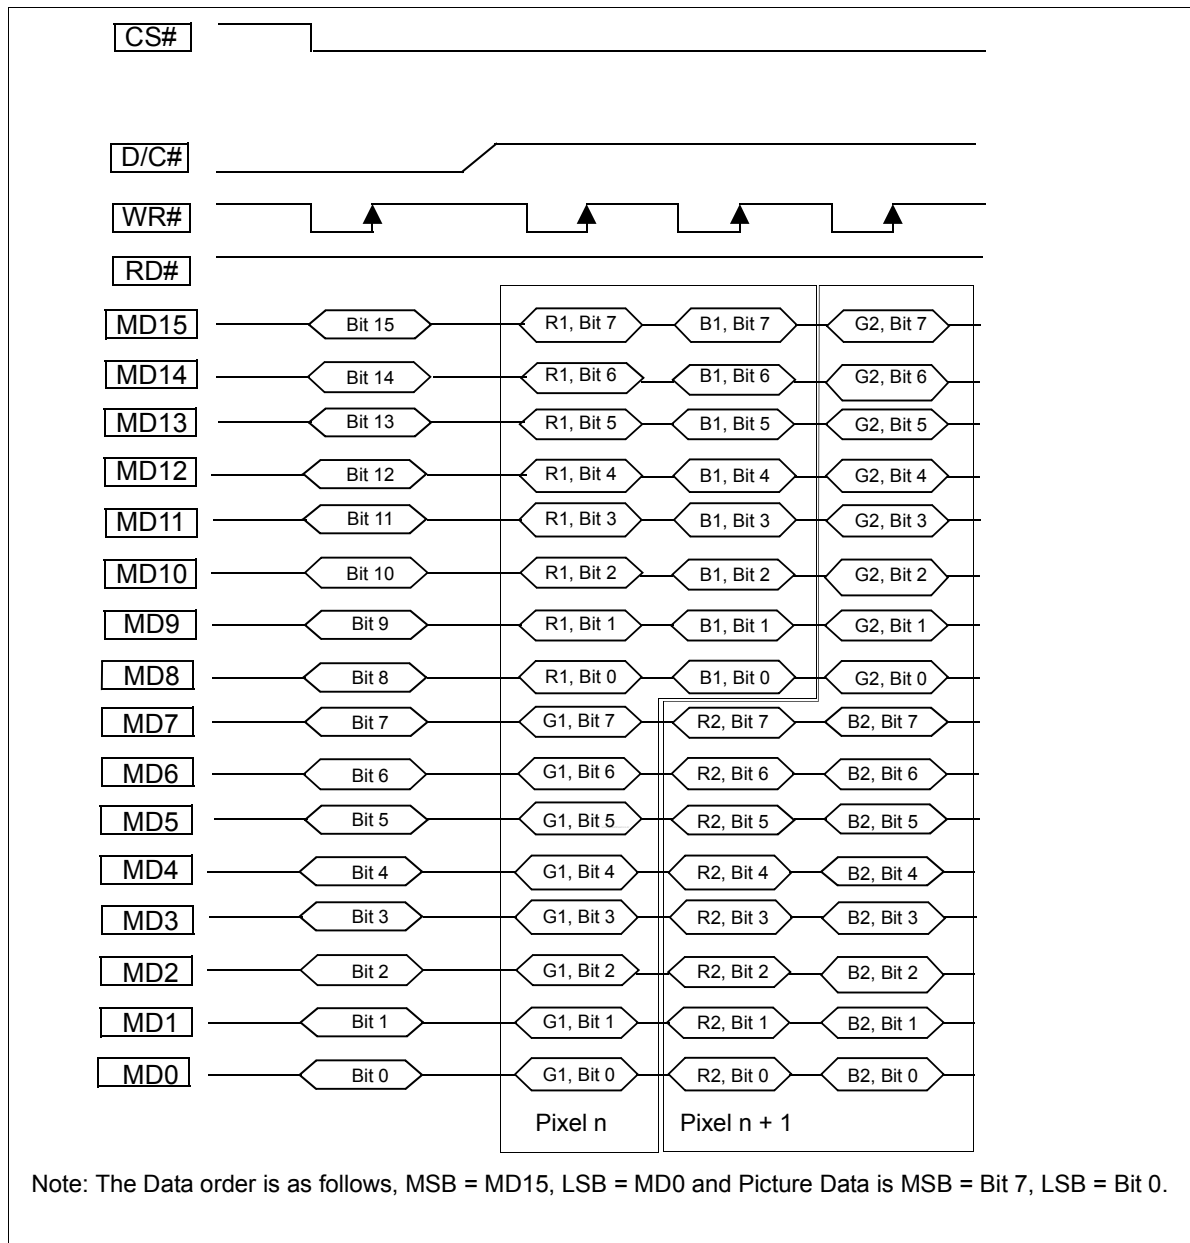 CS#
D/C#
WR#
RD#
MD15 Bit 15 R1, Bit 7 B1, Bit 7 G2, Bit 7
MD14 Bit 14 R1, Bit 6 B1, Bit 6 G2, Bit 6
MD13 Bit 13 R1, Bit 5 B1, Bit 5 G2, Bit 5
MD12 Bit 12 R1, Bit 4 B1, Bit 4 G2, Bit 4
MD11 Bit 11 R1, Bit 3 B1, Bit 3 G2, Bit 3
MD10 Bit 10 R1, Bit 2 B1, Bit 2 G2, Bit 2
MD9 Bit 9 R1, Bit 1 B1, Bit 1 G2, Bit 1
MD8 Bit 8 R1, Bit 0 B1, Bit 0 G2, Bit 0
MD7 Bit 7 G1, Bit 7 R2, Bit 7 B2, Bit 7
MD6 Bit 6 G1, Bit 6 R2, Bit 6 B2, Bit 6
MD5 Bit 5 G1, Bit 5 R2, Bit 5 B2, Bit 5
MD4 Bit 4 G1, Bit 4 R2, Bit 4 B2, Bit 4
MD3 Bit 3 G1, Bit 3 R2, Bit 3 B2, Bit 3
MD2 Bit 2 G1, Bit 2 R2, Bit 2 B2, Bit 2
MD1 Bit 1 G1, Bit 1 R2, Bit 1 B2, Bit 1
MD0 Bit 0 G1, Bit 0 R2, Bit 0 B2, Bit 0
Pixel n Pixel n + 1
Note: The Data order is as follows, MSB = MD15, LSB = MD0 and Picture Data is MSB = Bit 7, LSB = Bit 0.